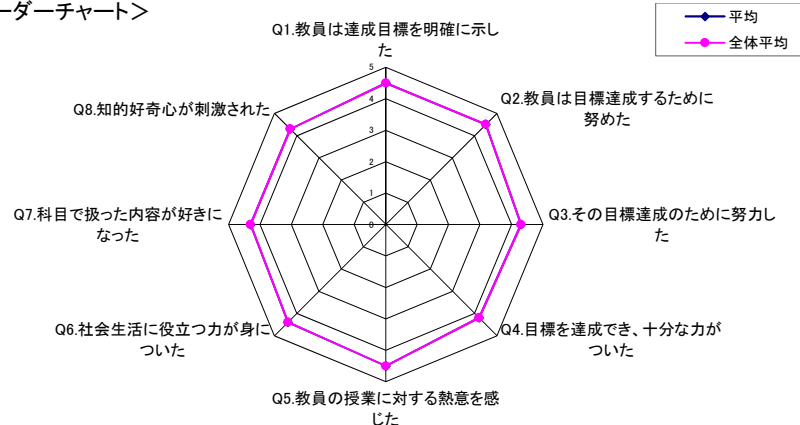 ーダーチャート＞
平均
全体平均
Q1.教員は達成目標を明確に示し
た
Q2.教員は目標達成するために
努めた
Q3.その目標達成のために努力し
た
Q4.目標を達成でき、十分な力が
ついた
Q5.教員の授業に対する熱意を感
じた
Q6.社会生活に役立つ力が身に
ついた
Q7.科目で扱った内容が好きに
なった
Q8.知的好奇心が刺激された
5
4
3
2
1
0